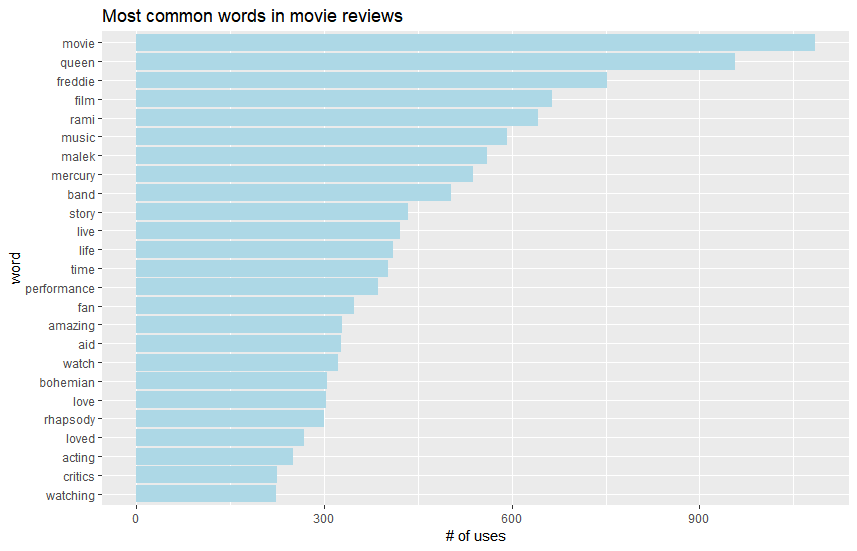 Most common words in movie reviews
word
movie
queen
freddie
film
rami
music
malek
mercury
band
story
live
life
time
performance
fan
amazing
aid
watch
bohemian
love
rhapsody
loved
acting
critics
watching
0 300 600 900
# of uses